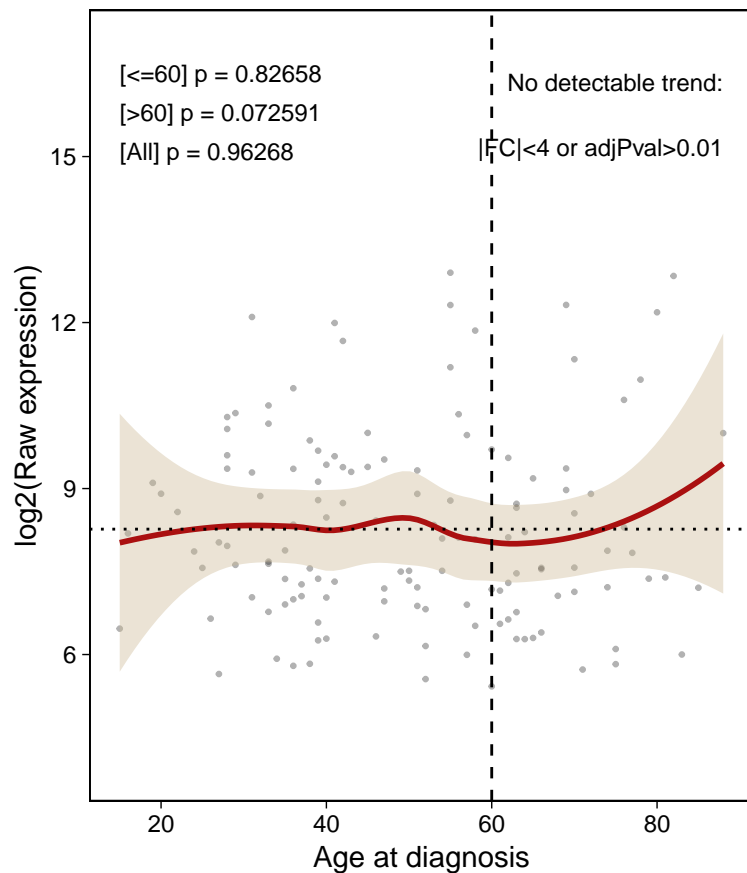 [<=60] p = 0.82658
[>60] p = 0.072591
[All] p = 0.96268
No detectable trend:
|FC|<4 or adjPval>0.01
log2(Raw expression)
15
12
9
6
20
40
60
80
Age at diagnosis